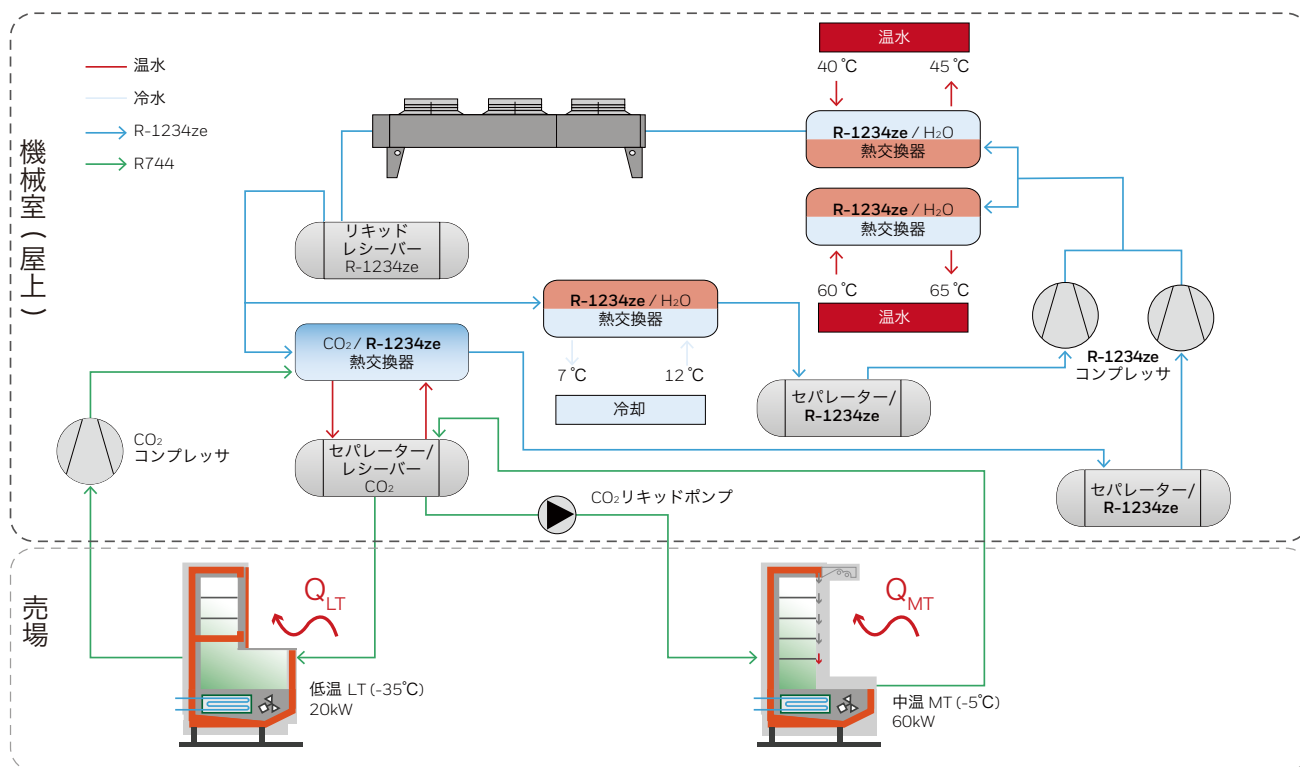 機械室(屋上)
温水
冷水
R-1234ze
R744
温水
40 ℃
45 ℃
R-1234ze / H₂O
熱交換器
R-1234ze / H₂O
熱交換器
60 ℃
65 ℃
温水
リキッド
レシーバー
R-1234ze
R-1234ze / H₂O
熱交換器
7 ℃
12 ℃
冷却
CO₂ / R-1234ze
熱交換器
R-1234ze
コンプレッサ
セパレーター/
R-1234ze
CO₂
コンプレッサ
セパレーター/
レシーバー
CO₂
セパレーター/
R-1234ze
CO₂リキッドポンプ
売場
Q LT
低温 LT (-35℃)
20kW
Q MT
中温 MT (-5℃)
60kW